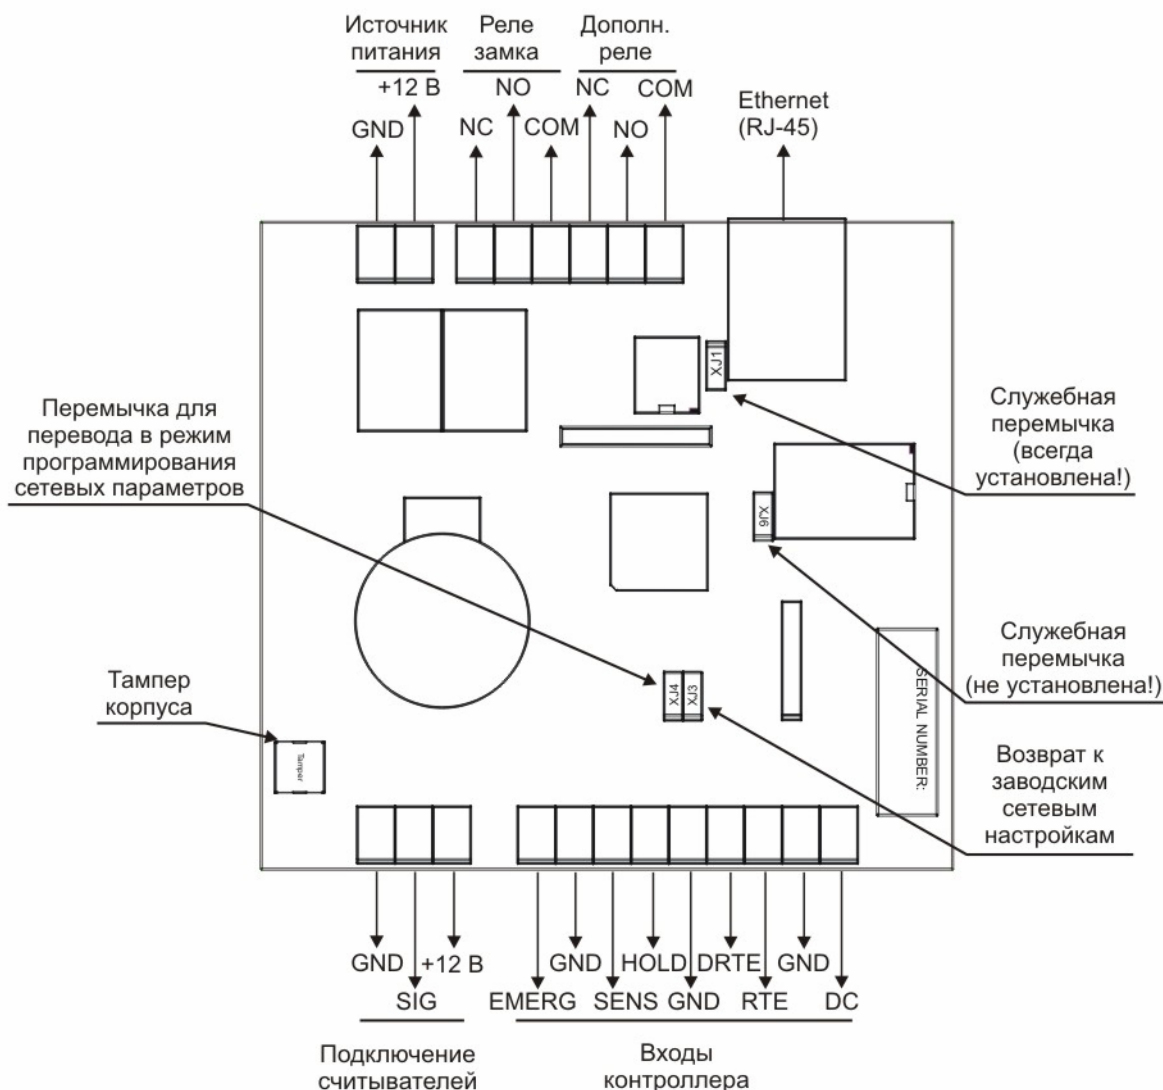 Источник
питания
Реле
замка
Дополн.
реле
+12 В
NO
NC
COM
GND
NC
COM
NO
Ethernet
(RJ-45)
XJ1
Перемычка для
перевода в режим
программирования
сетевых параметров
Служебная
перемычка
(всегда
установлена!)
XJ6
Служебная
перемычка
(не установлена!)
XJ4
XJ3
Тампер
корпуса
Tamper
SERIAL NUMBER:
Возврат к
заводским
сетевым
настройкам
GND
+12 В
GND
HOLD
DRTE
GND
SIG
EMERG
SENS
GND
RTE
DC
Подключение
считывателей
Входы
контроллера